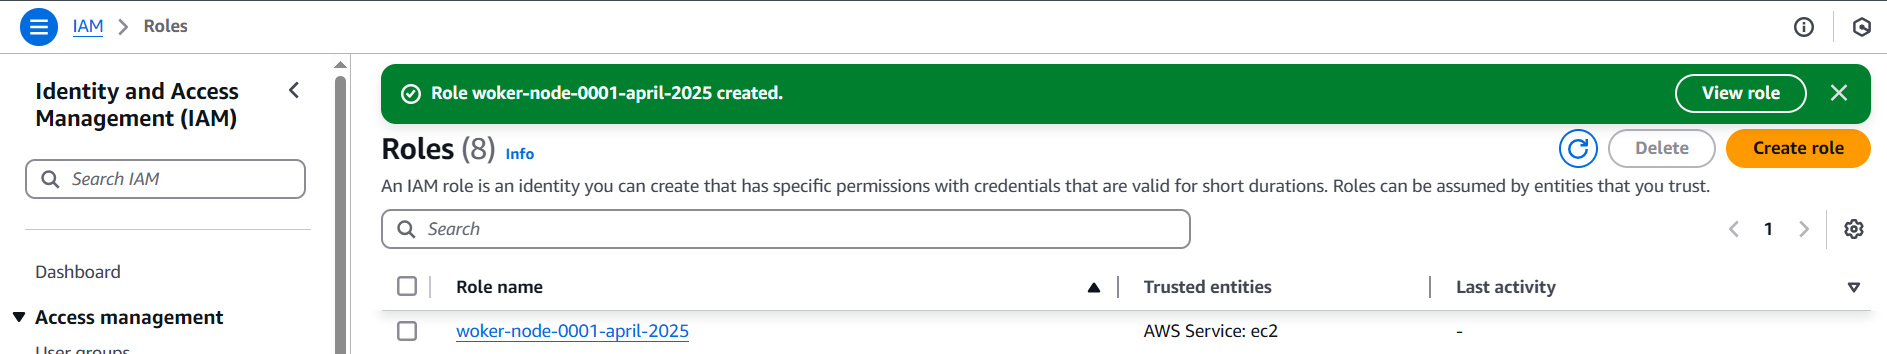 IAM > Roles
Identity and Access
Management (IAM)
Search IAM
Dashboard
Access management
User groups
Role woker-node-0001-april-2025 created.
View role
Roles (8) Info
Delete
Create role
An IAM role is an identity you can create that has specific permissions with credentials that are valid for short durations. Roles can be assumed by entities that you trust.
Search
1
Role name
Trusted entities
Last activity
woker-node-0001-april-2025
AWS Service: ec2
-